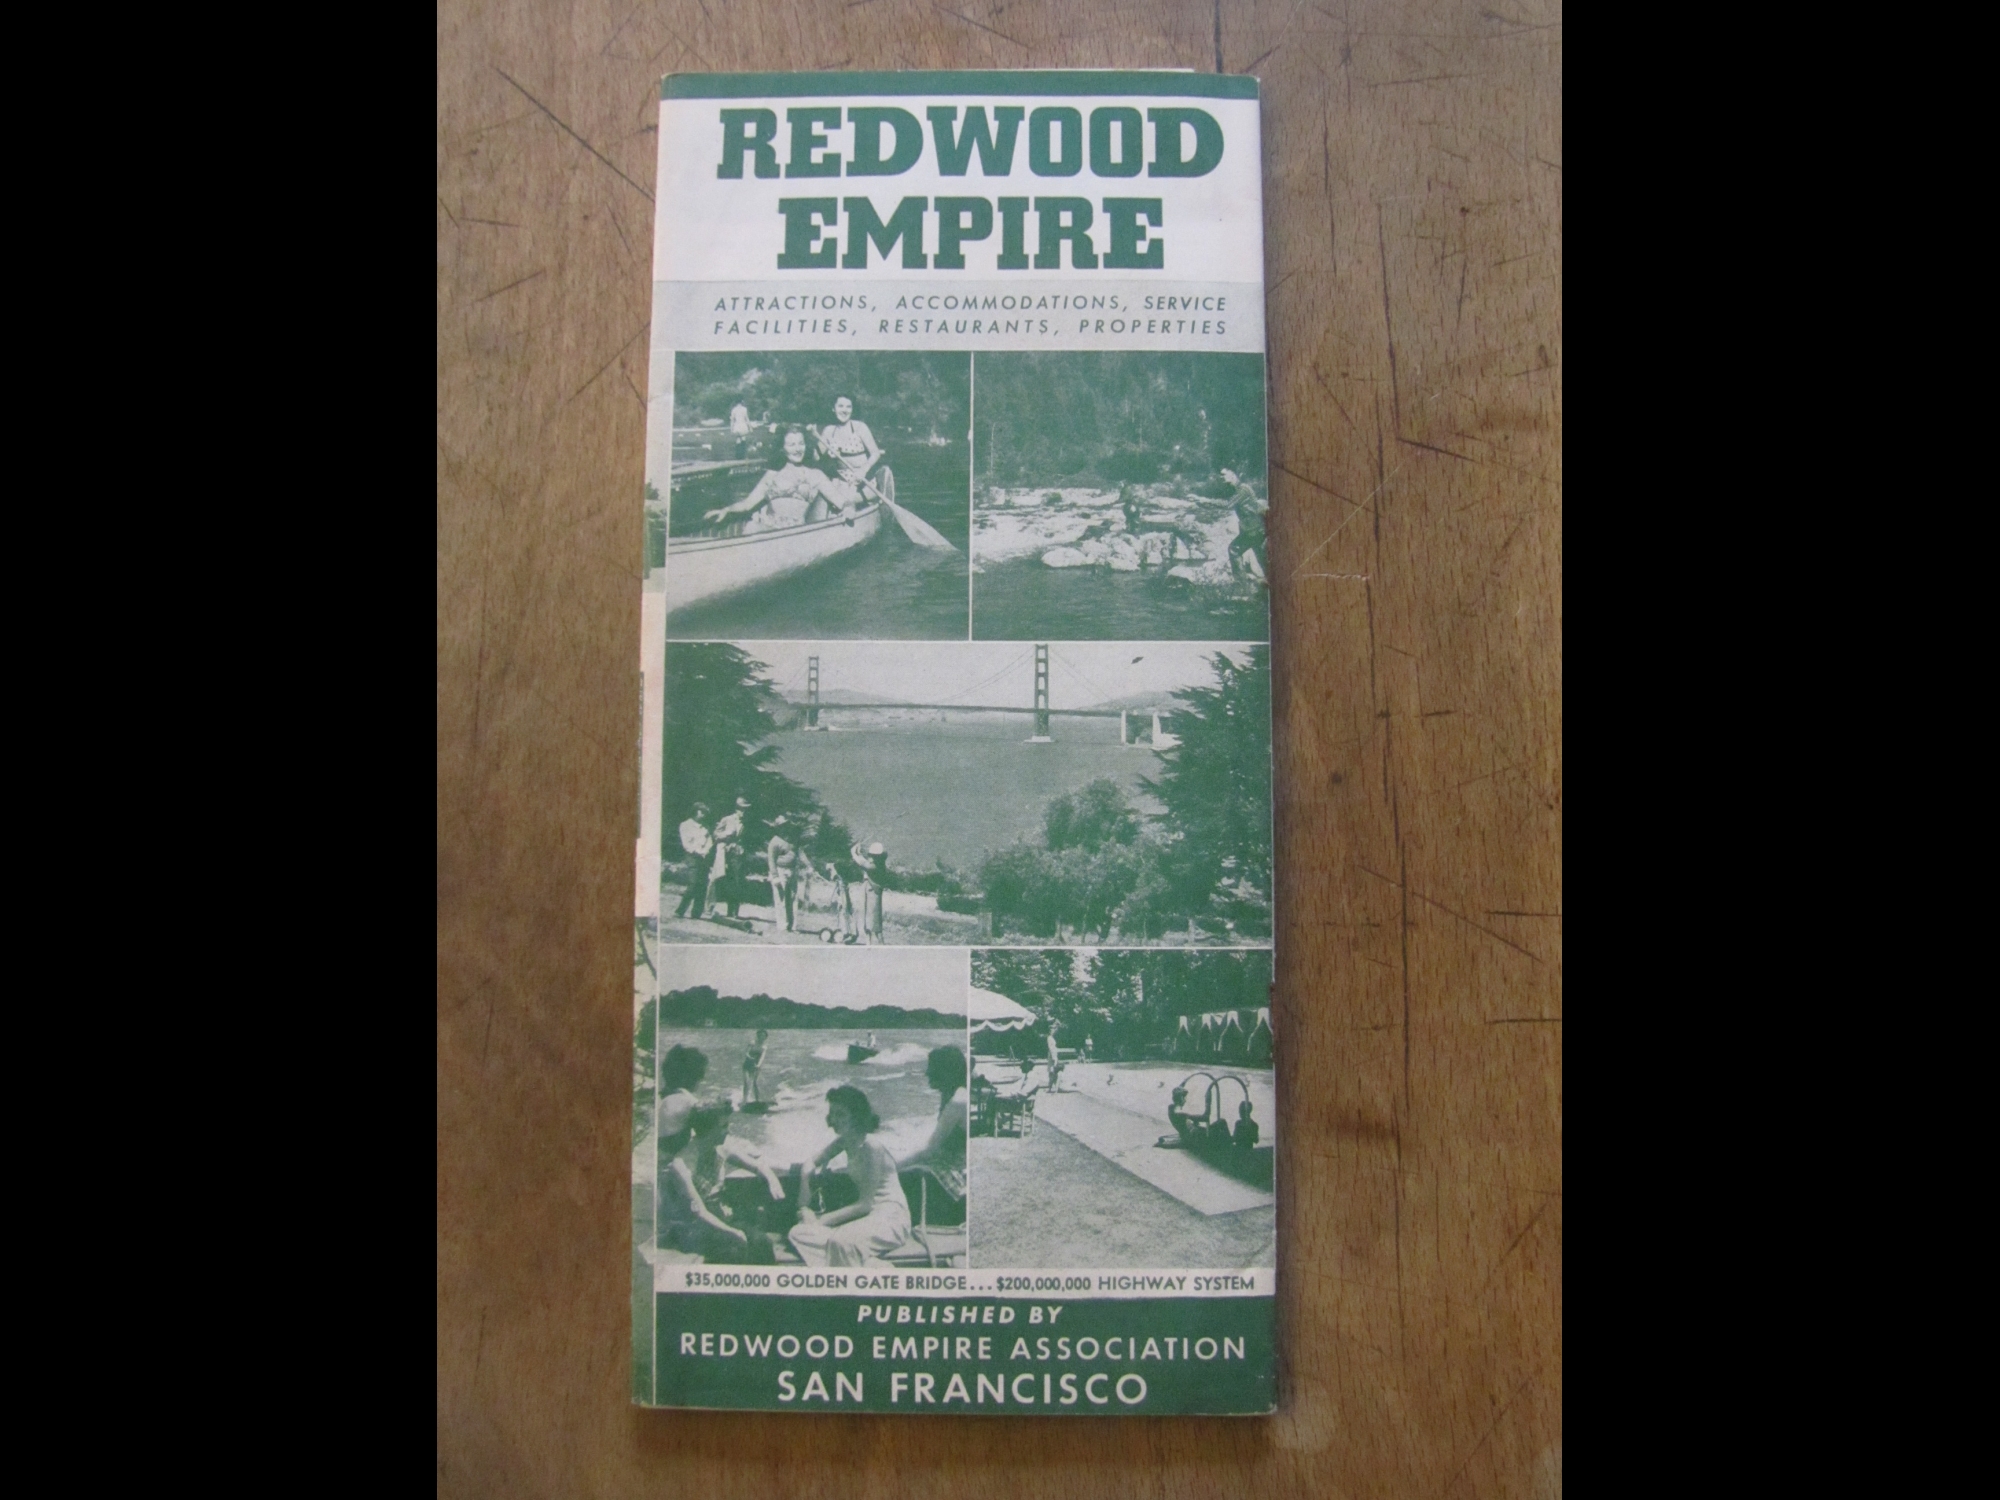 REDWOOD
EMPIRE
ATTRACTIONS, ACCOMMODATIONS, SERVICE
FACILITIES, RESTAURANTS, PROPERTIES
$35,000,000 GOLDEN GATE BRIDGE...$200,000,000 HIGHWAY SYSTEM
PUBLISHED BY
REDWOOD EMPIRE ASSOCIATION
SAN FRANCISCO